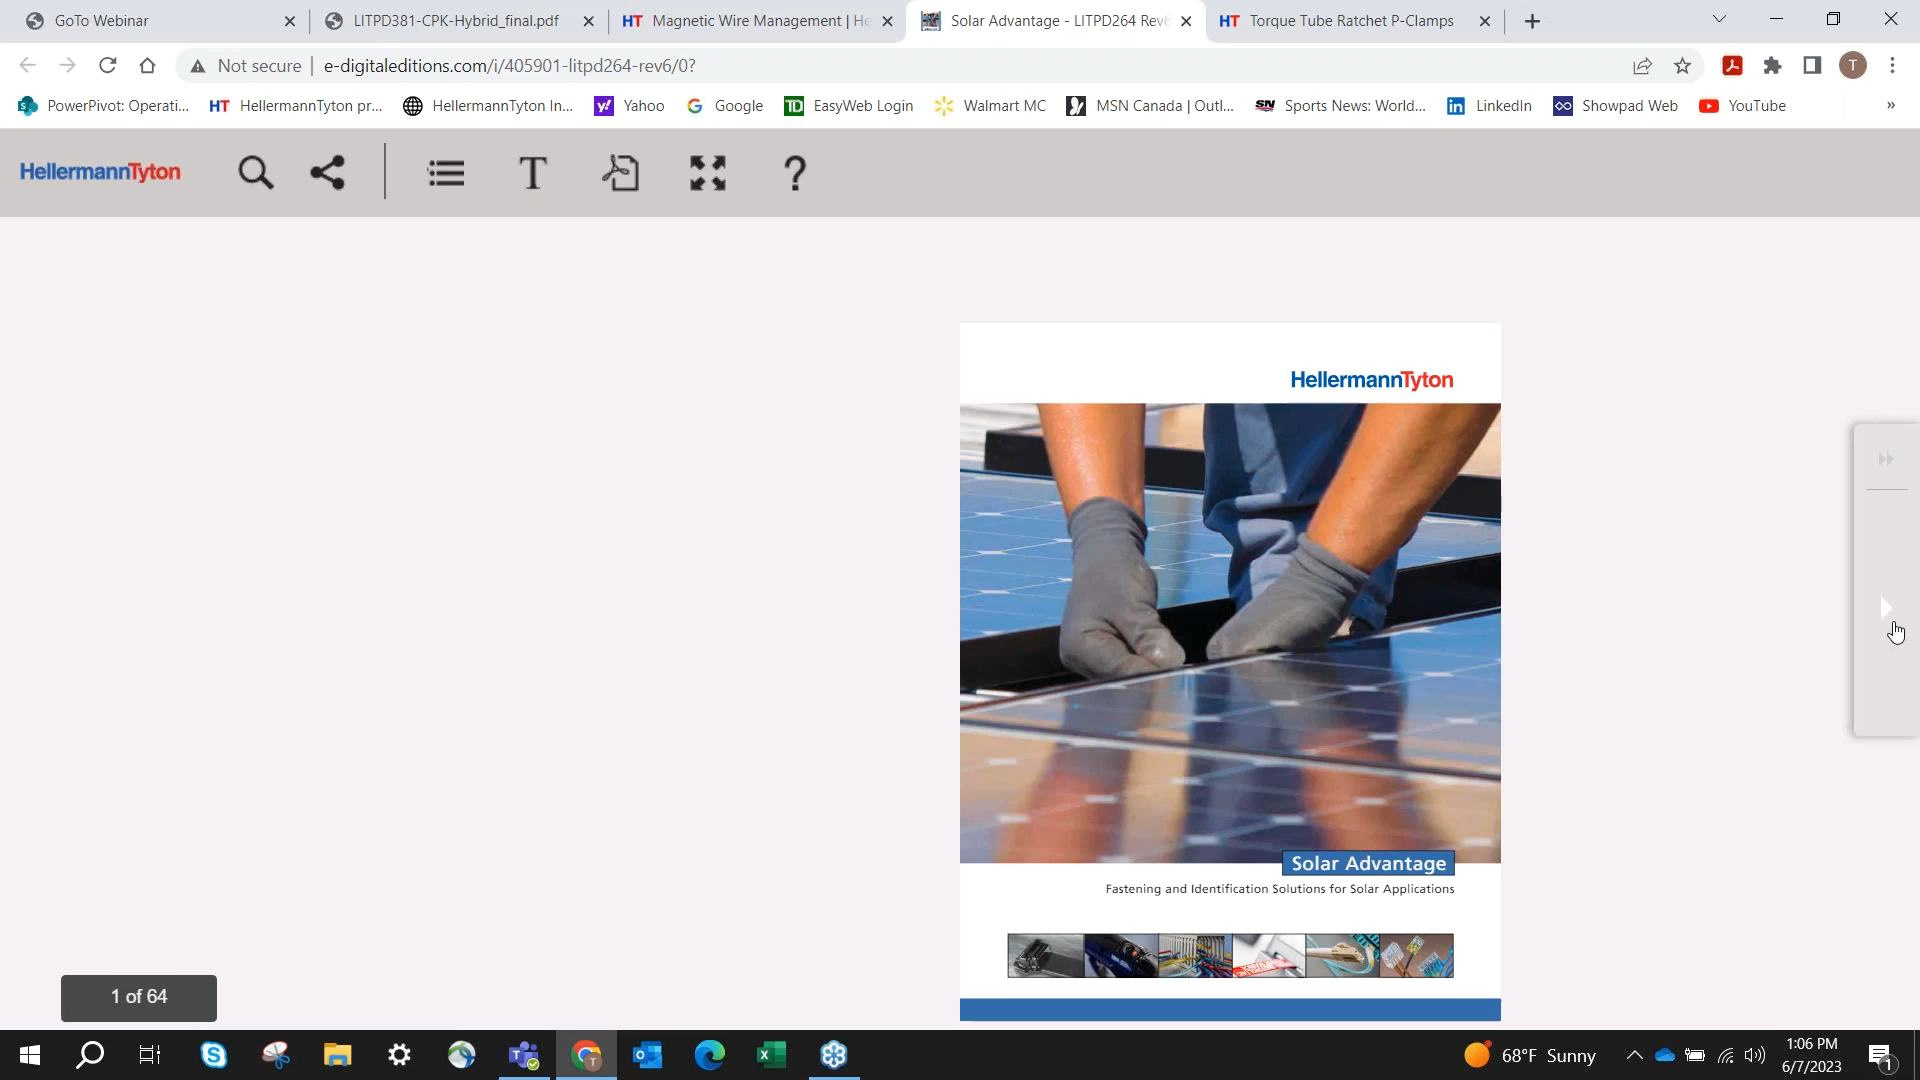 GoTo Webinar
LITPD381-CPK-Hybrid_final.pdf
HT Magnetic Wire Management | He
Solar Advantage - LITPD264 Rev6
HT Torque Tube Ratchet P-Clamps
Not secure
e-digitaleditions.com/i/405901-litpd264-rev6/0?
T
PowerPivot: Operati...
HT HellermannTyton pr...
HellermannTyton In...
Yahoo
Google
EasyWeb Login
Walmart MC
MSN Canada | Outl...
Sports News: World...
LinkedIn
Showpad Web
YouTube
»
HellermannTyton
T
?
HellermannTyton
Solar Advantage
Fastening and Identification Solutions for Solar Applications
1 of 64
68°F Sunny
1:06 PM
6/7/2023
1